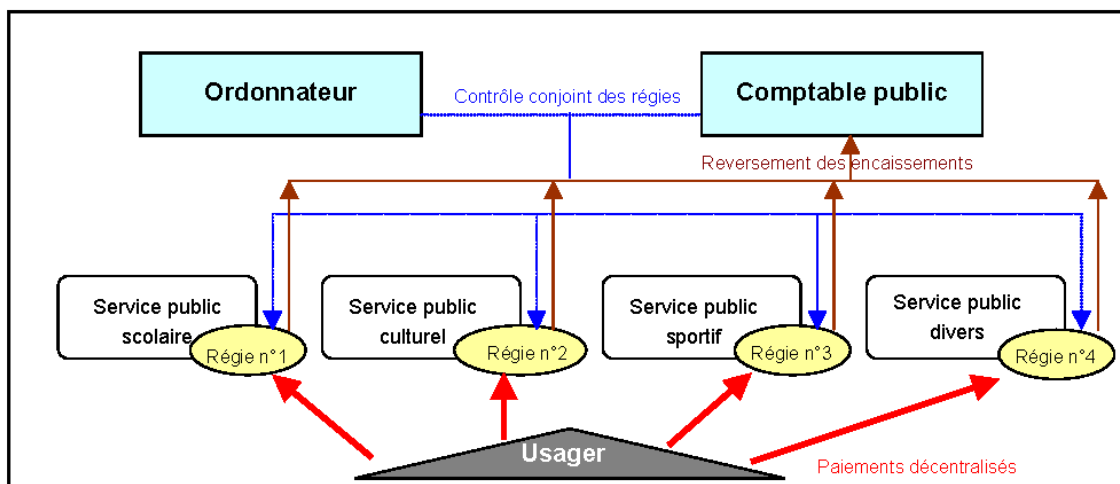 Ordonnateur
Contrôle conjoint des régies
Comptable public
Reversement des encaissements
Service public
scolaire
Régie n°1
Service public
culturel
Régie n°2
Service public
sportif
Régie n°3
Service public
divers
Régie n°4
Usager
Paiements décentralisés